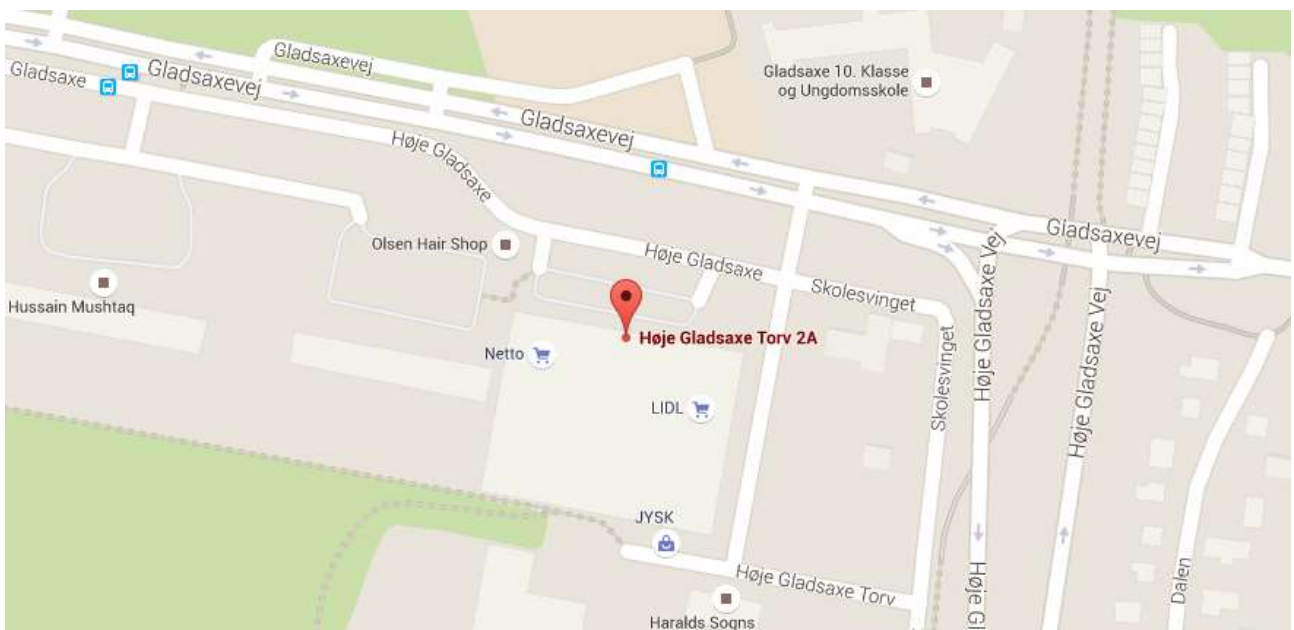 Gladsaxevej
Gladsaxevej
Gladsaxe
Gladsaxe 10. Klasse
og Ungdomsskole
Gladsaxevej
Høje Gladsaxe
Gladsaxevej
Olsen Hair Shop
Høje Gladsaxe
Skolesvinget
Høje Gladsaxe Vej
Hussain Mushtaq
Høje Gladsaxe Torv 2A
Netto
LIDL
Skolesvinget
Høje Gladsaxe Vej
JYSK
Høje Gladsaxe Torv
Høje Gl
Dalen
Haralds Sogns